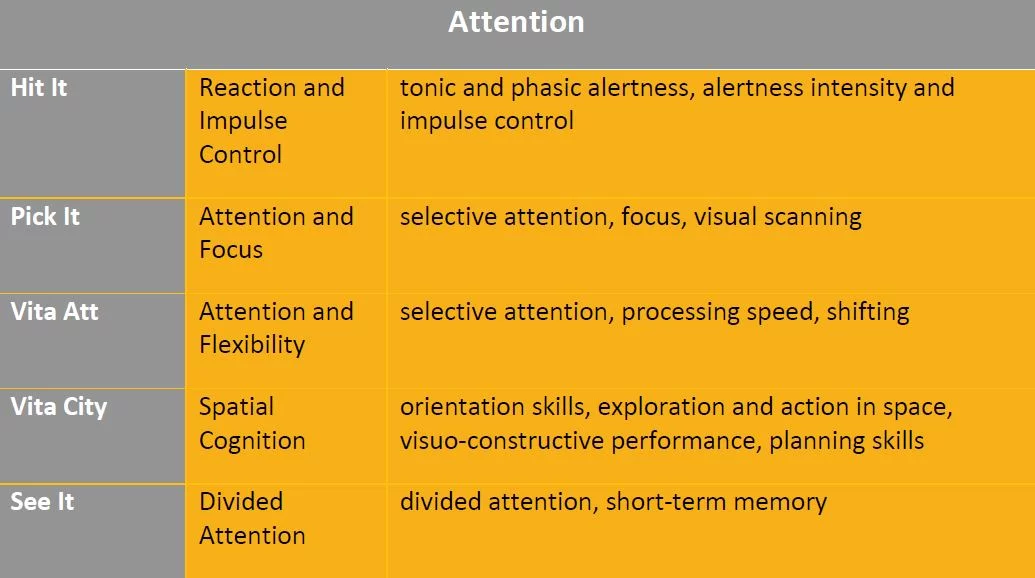 Attention
Hit It
Reaction and
Impulse
Control
tonic and phasic alertness, alertness intensity and
impulse control
Pick It
Attention and
Focus
selective attention, focus, visual scanning
Vita Att
Attention and
Flexibility
selective attention, processing speed, shifting
Vita City
Spatial
Cognition
orientation skills, exploration and action in space,
visuo-constructive performance, planning skills
See It
Divided
Attention
divided attention, short-term memory